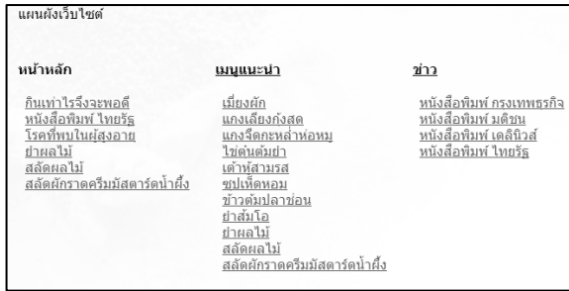 แผนผังเว็บไซต์
หน้าหลัก
กินเท่าไรจึงจะพอดี
หนังสือพิมพ์ ไทยรัฐ
โรคที่พบในผู้สูงอายุ
ยำผลไม้
สลัดผลไม้
สลัดผักราดครีมมัสตาร์ดน้ำผึ้ง
เมนูแนะนำ
เมี่ยงผัก
แกงเลียงกุ้งสด
แกงจืดกะหล่ำห่อหมู
ไข่ตุ๋นต้มยำ
เต้าหู้สามรส
ซุปเห็ดหอม
ข้าวต้มปลาช่อน
ยำส้มโอ
ยำผลไม้
สลัดผลไม้
สลัดผักราดครีมมัสตาร์ดน้ำผึ้ง
ข่าว
หนังสือพิมพ์ กรุงเทพธุรกิจ
หนังสือพิมพ์ มติชน
หนังสือพิมพ์ เดลินิวส์
หนังสือพิมพ์ ไทยรัฐ